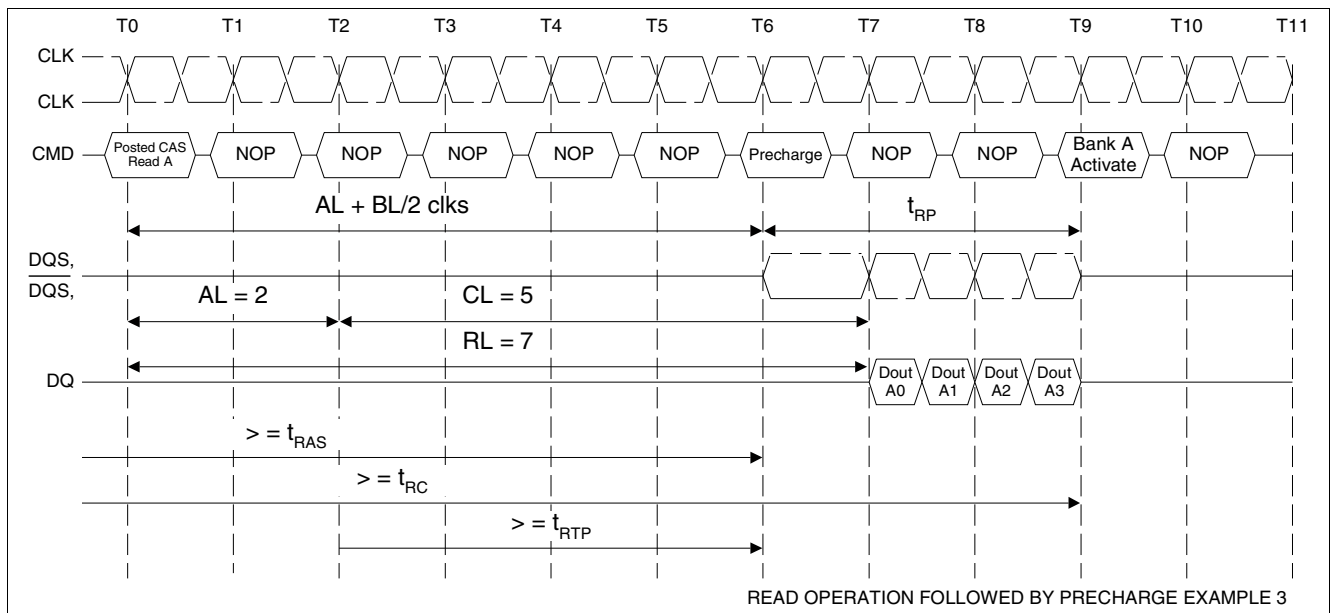 T0 T1 T2 T3 T4 T5 T6 T7 T8 T9 T10 T11
CLK
CLK
CMD
Posted CAS
Read A
NOP
NOP
NOP
NOP
NOP
Precharge
NOP
NOP
Bank A
Activate
NOP
AL + BL/2 clks
tRP
DQS,
DQS,
AL = 2
CL = 5
RL = 7
DQ
Dout
A0
Dout
A1
Dout
A2
Dout
A3
> = tRAS
> = tRC
> = tRTP
READ OPERATION FOLLOWED BY PRECHARGE EXAMPLE 3